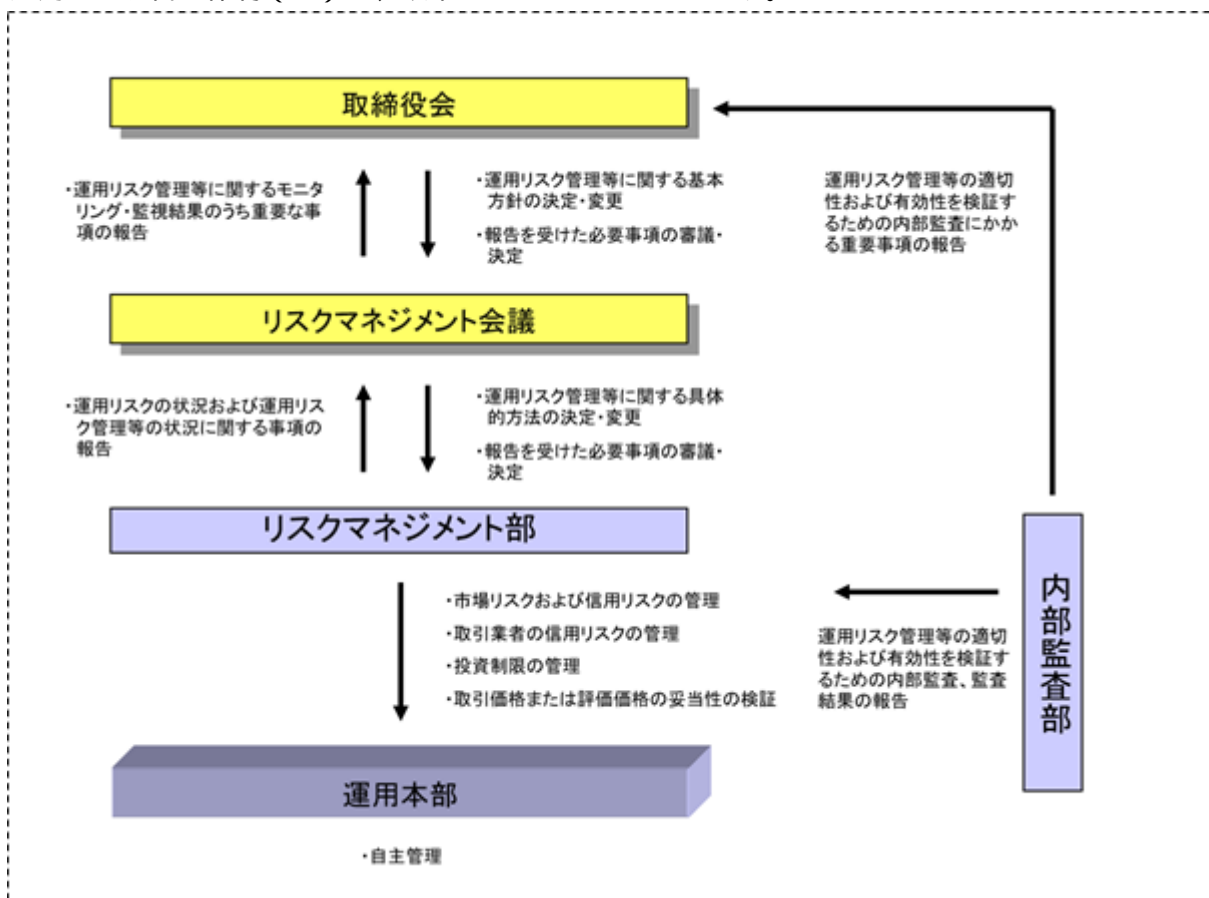 取締役会
・運用リスク管理等に関するモニ
タリング・監視結果のうち重要な事
項の報告
・運用リスク管理等に関する基本
方針の決定・変更
・報告を受けた必要事項の審議・
決定
運用リスク管理等の適切
性および有効性を検証す
るための内部監査にかか
る重要事項の報告
リスクマネジメント会議
・運用リスクの状況および運用リス
ク管理等の状況に関する事項の
報告
・運用リスク管理等に関する具体
的方法の決定・変更
・報告を受けた必要事項の審議・
決定
リスクマネジメント部
・市場リスクおよび信用リスクの管理
・取引業者の信用リスクの管理
・投資制限の管理
・取引価格または評価価格の妥当性の検証
運用リスク管理等の適切
性および有効性を検証す
るための内部監査、監査
結果の報告
内部監査部
運用本部
・自主管理